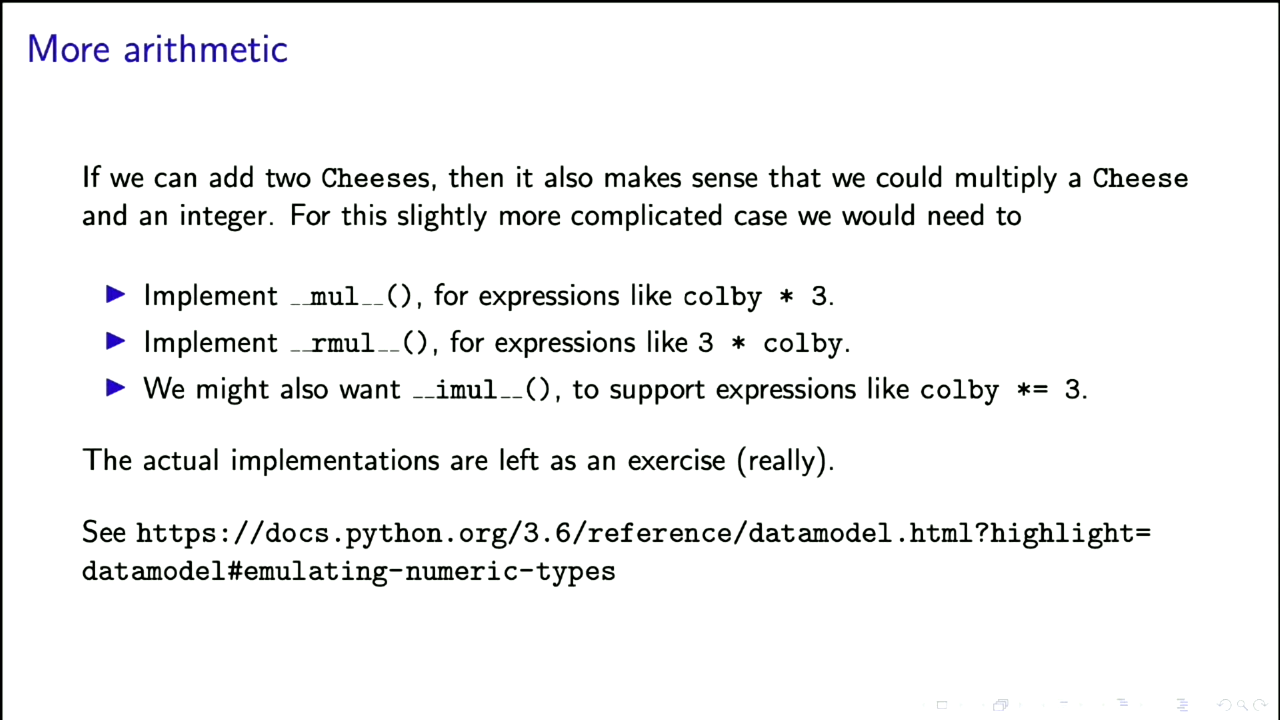 More arithmetic
If we can add two Cheeses, then it also makes sense that we could multiply a Cheese
and an integer. For this slightly more complicated case we would need to
▶ Implement __mul__(), for expressions like colby * 3.
▶ Implement __rmul__(), for expressions like 3 * colby.
▶ We might also want __imul__(), to support expressions like colby *= 3.
The actual implementations are left as an exercise (really).
See https://docs.python.org/3.6/reference/datamodel.html?highlight=
datamodel#emulating-numeric-types